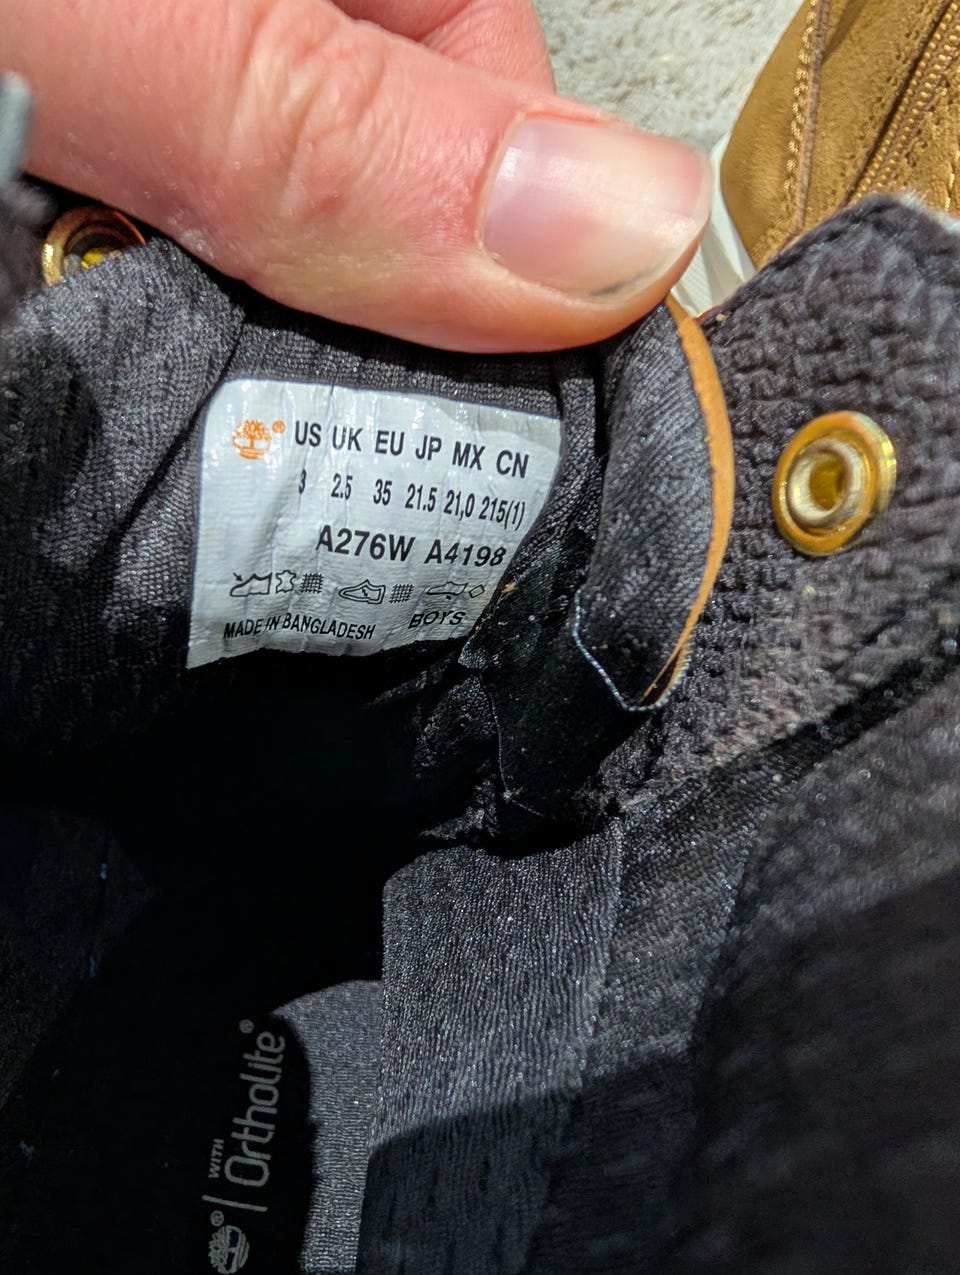 ® US UK EU JP MX CN
3 2.5 35 21.5 21,0 215(1)
A276W A4198
MADE IN BANGLADESH BOYS
® | WITH Ortholite®